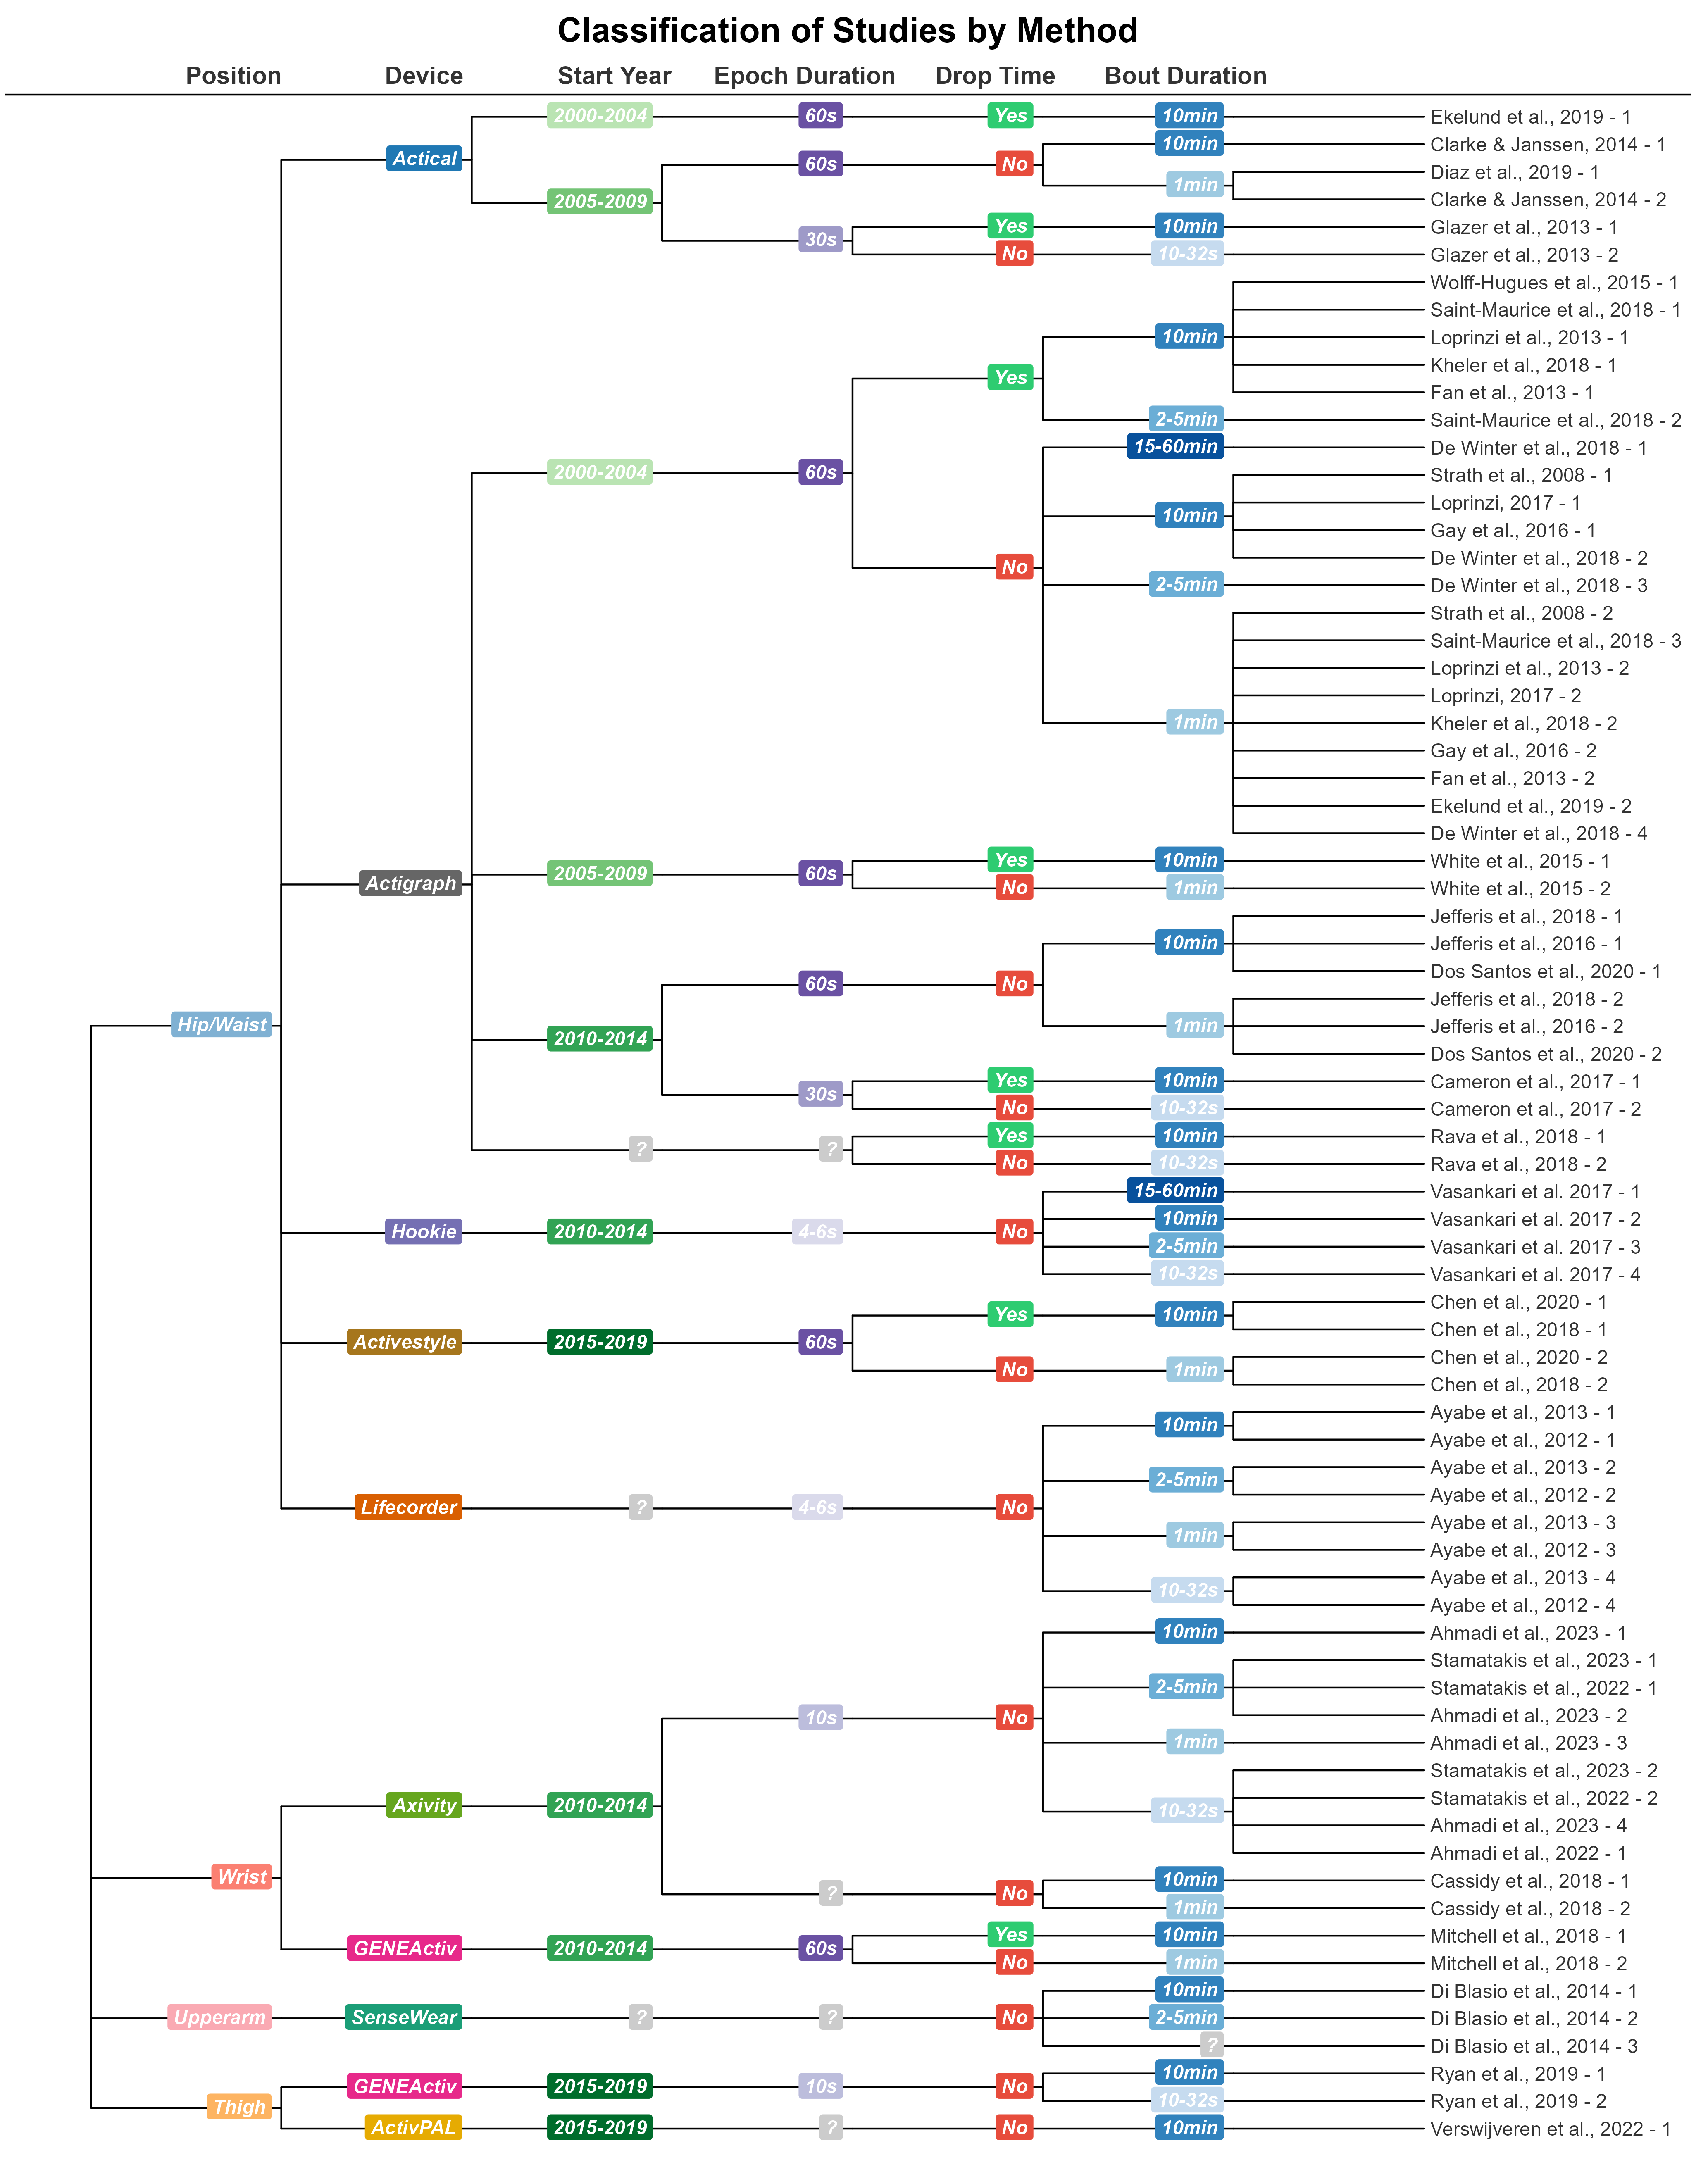 Classification of Studies by Method
Position Device Start Year Epoch Duration Drop Time Bout Duration
2000-2004 60s Yes 10min Ekelund et al., 2019 - 1
10min Clarke & Janssen, 2014 - 1
Actical
60s No
Diaz et al., 2019 - 1
1min
Clarke & Janssen, 2014 - 2
2005-2009
Yes 10min Glazer et al., 2013 - 1
30s
No 10-32s Glazer et al., 2013 - 2
Wolff-Hugues et al., 2015 - 1
Saint-Maurice et al., 2018 - 1
10min Loprinzi et al., 2013 - 1
Kheler et al., 2018 - 1
Yes
Fan et al., 2013 - 1
2-5min Saint-Maurice et al., 2018 - 2
15-60min De Winter et al., 2018 - 1
2000-2004 60s
Strath et al., 2008 - 1
Loprinzi, 2017 - 1
10min
Gay et al., 2016 - 1
De Winter et al., 2018 - 2
No
2-5min De Winter et al., 2018 - 3
Strath et al., 2008 - 2
Saint-Maurice et al., 2018 - 3
Loprinzi et al., 2013 - 2
Loprinzi, 2017 - 2
1min Kheler et al., 2018 - 2
Gay et al., 2016 - 2
Fan et al., 2013 - 2
Ekelund et al., 2019 - 2
De Winter et al., 2018 - 4
Yes 10min White et al., 2015 - 1
2005-2009 60s
Actigraph
No 1min White et al., 2015 - 2
Jefferis et al., 2018 - 1
10min Jefferis et al., 2016 - 1
Dos Santos et al., 2020 - 1
60s No
Jefferis et al., 2018 - 2
Hip/Waist
1min Jefferis et al., 2016 - 2
2010-2014
Dos Santos et al., 2020 - 2
Yes 10min Cameron et al., 2017 - 1
30s
No 10-32s Cameron et al., 2017 - 2
Yes 10min Rava et al., 2018 - 1
? ?
No 10-32s Rava et al., 2018 - 2
15-60min Vasankari et al. 2017 - 1
10min Vasankari et al. 2017 - 2
Hookie 2010-2014 4-6s No
2-5min Vasankari et al. 2017 - 3
10-32s Vasankari et al. 2017 - 4
Chen et al., 2020 - 1
Yes 10min
Chen et al., 2018 - 1
Activestyle 2015-2019 60s
Chen et al., 2020 - 2
No 1min
Chen et al., 2018 - 2
Ayabe et al., 2013 - 1
10min
Ayabe et al., 2012 - 1
Ayabe et al., 2013 - 2
2-5min
Ayabe et al., 2012 - 2
Lifecorder ? 4-6s No
Ayabe et al., 2013 - 3
1min
Ayabe et al., 2012 - 3
Ayabe et al., 2013 - 4
10-32s
Ayabe et al., 2012 - 4
10min Ahmadi et al., 2023 - 1
Stamatakis et al., 2023 - 1
2-5min Stamatakis et al., 2022 - 1
Ahmadi et al., 2023 - 2
10s No
1min Ahmadi et al., 2023 - 3
Stamatakis et al., 2023 - 2
Stamatakis et al., 2022 - 2
Axivity 2010-2014
10-32s
Ahmadi et al., 2023 - 4
Ahmadi et al., 2022 - 1
Wrist
10min Cassidy et al., 2018 - 1
? No
1min Cassidy et al., 2018 - 2
Yes 10min Mitchell et al., 2018 - 1
GENEActiv 2010-2014 60s
No 1min Mitchell et al., 2018 - 2
10min Di Blasio et al., 2014 - 1
Upperarm SenseWear ? ? No 2-5min Di Blasio et al., 2014 - 2
? Di Blasio et al., 2014 - 3
10min Ryan et al., 2019 - 1
GENEActiv 2015-2019 10s No
Thigh
10-32s Ryan et al., 2019 - 2
ActivPAL 2015-2019 ? No 10min Verswijveren et al., 2022 - 1